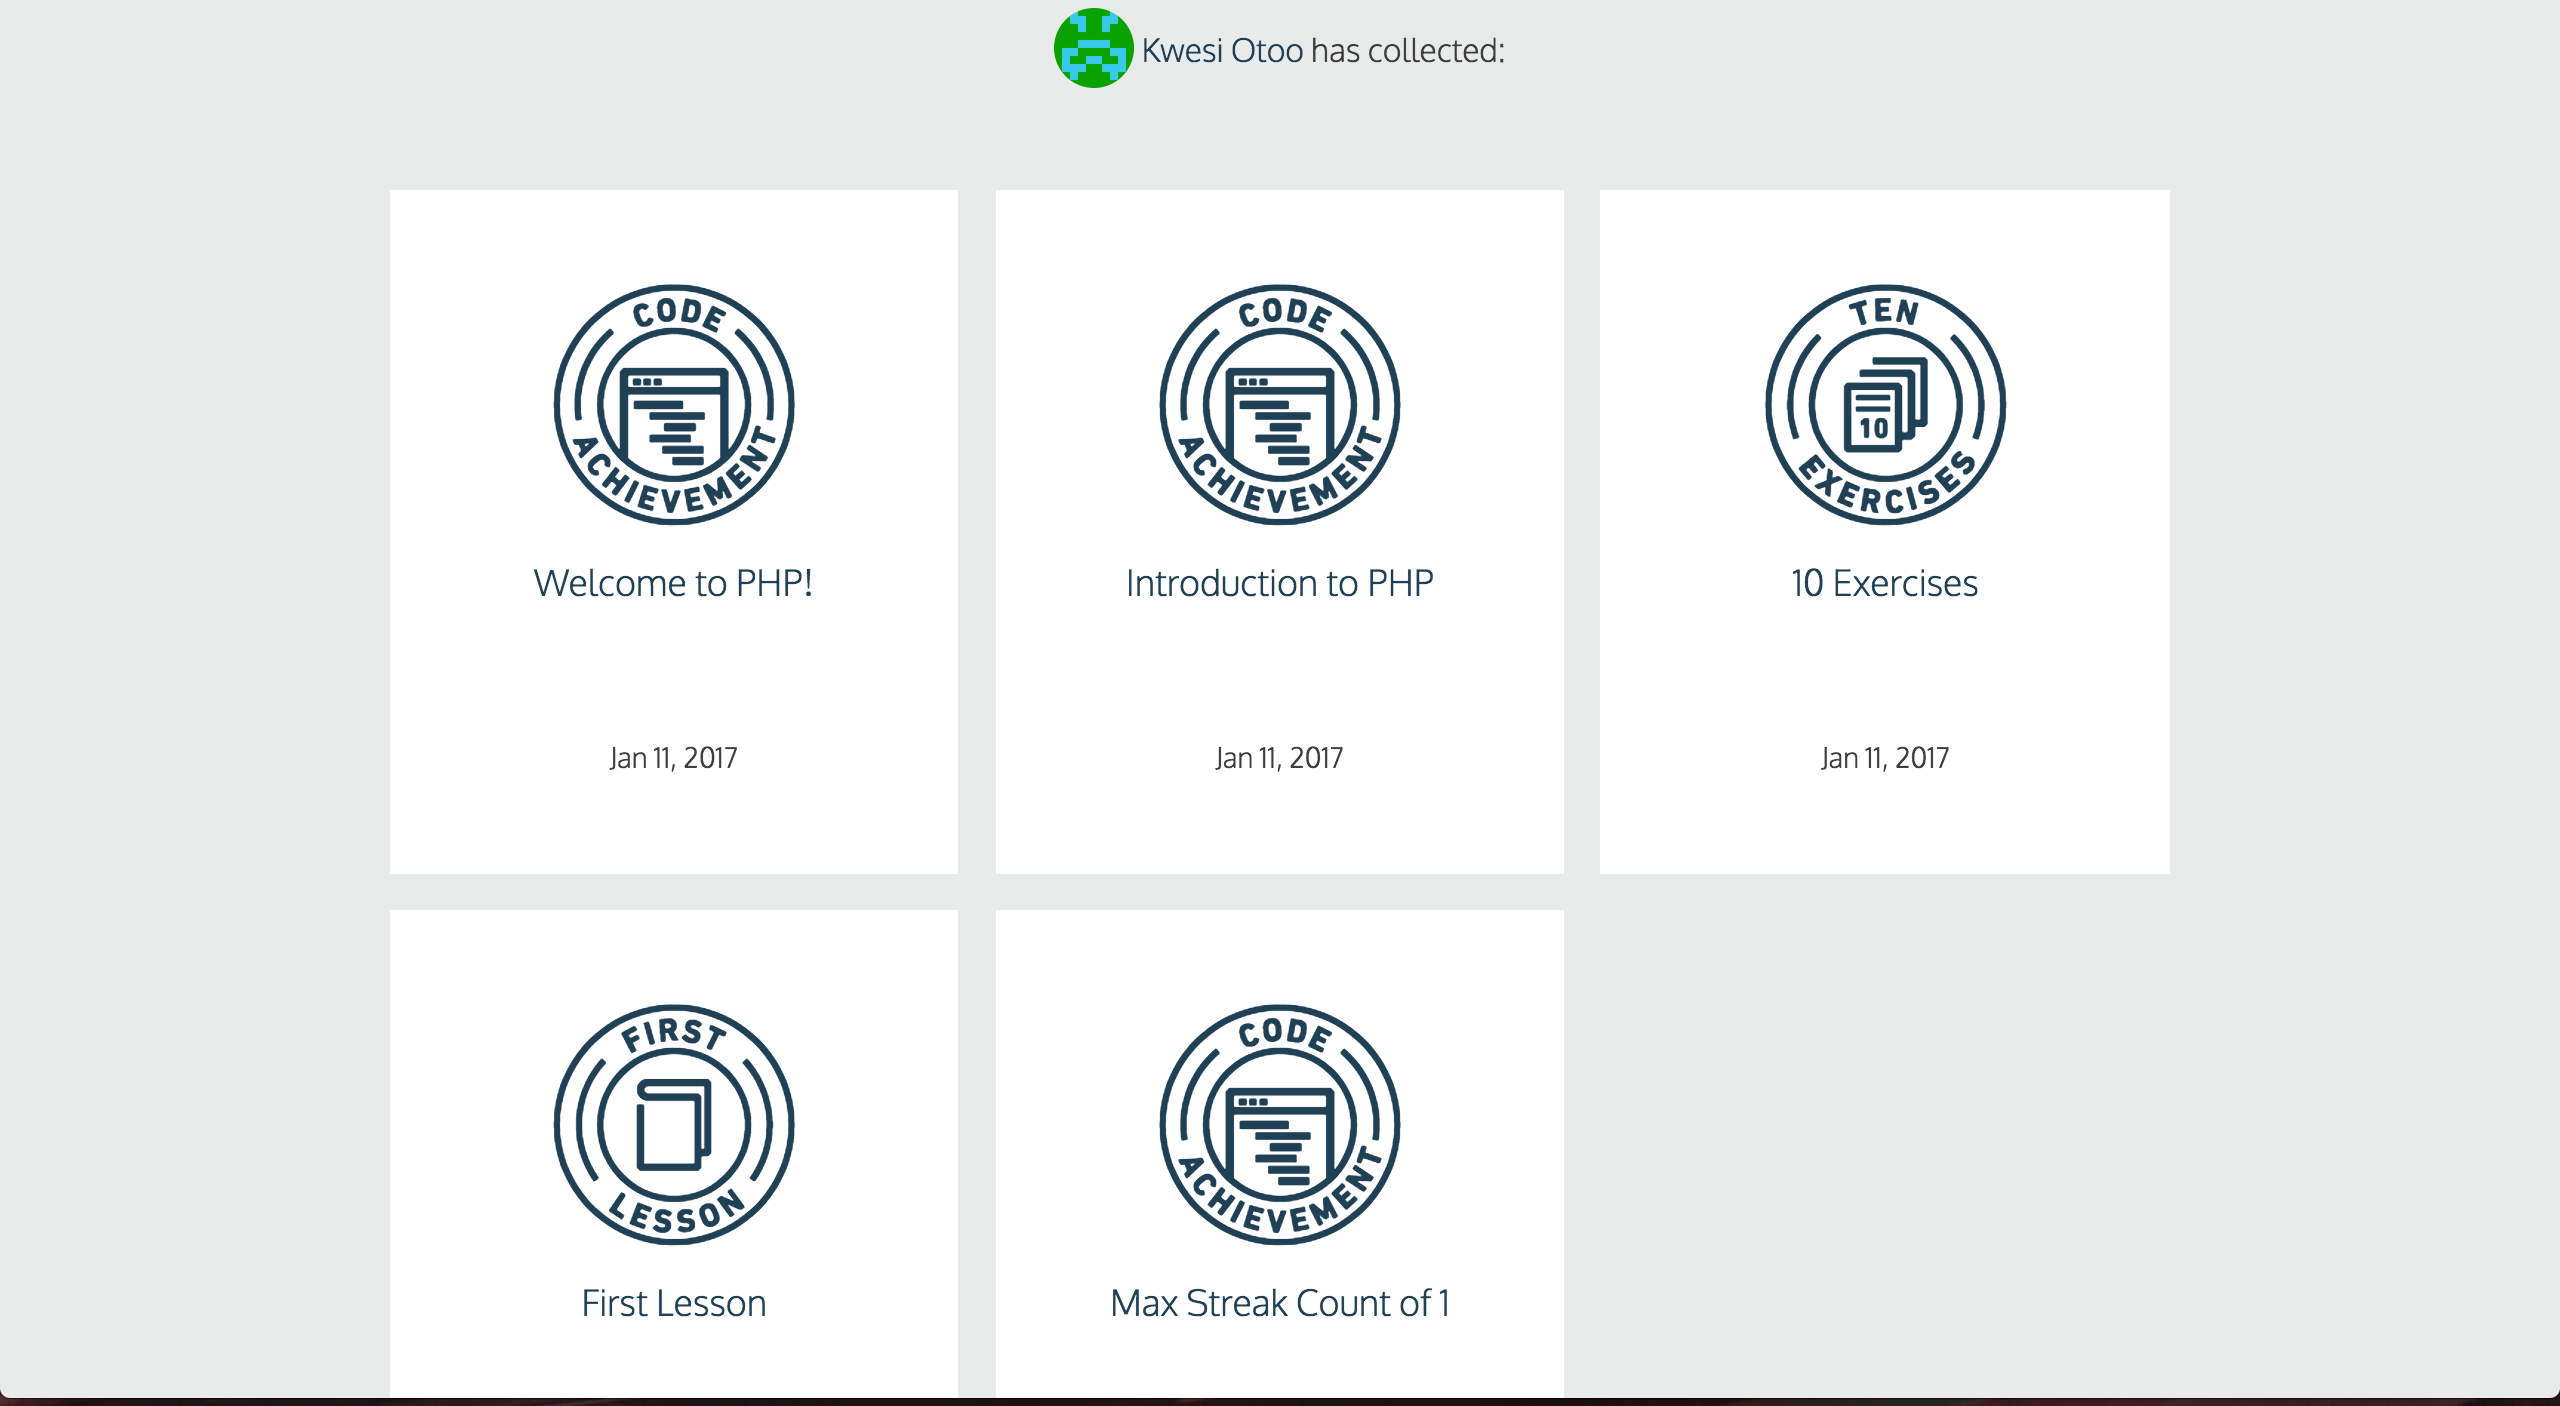 Kwesi Otoo has collected:
CODE
ACHIEVEMENT
Welcome to PHP!
Jan 11, 2017
CODE
ACHIEVEMENT
Introduction to PHP
Jan 11, 2017
TEN
10
EXERCISES
10 Exercises
Jan 11, 2017
FIRST
LESSON
First Lesson
CODE
ACHIEVEMENT
Max Streak Count of 1